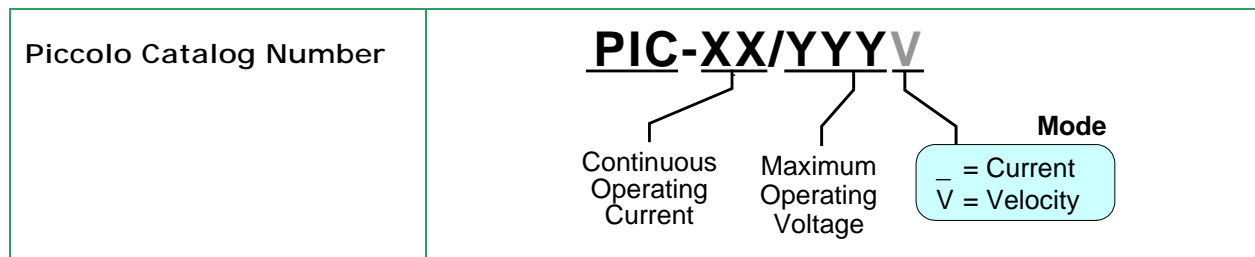 Piccolo Catalog Number
PIC-XX/YYYV
Mode
Continuous
Operating
Current
Maximum
Operating
Voltage
_ = Current
V = Velocity